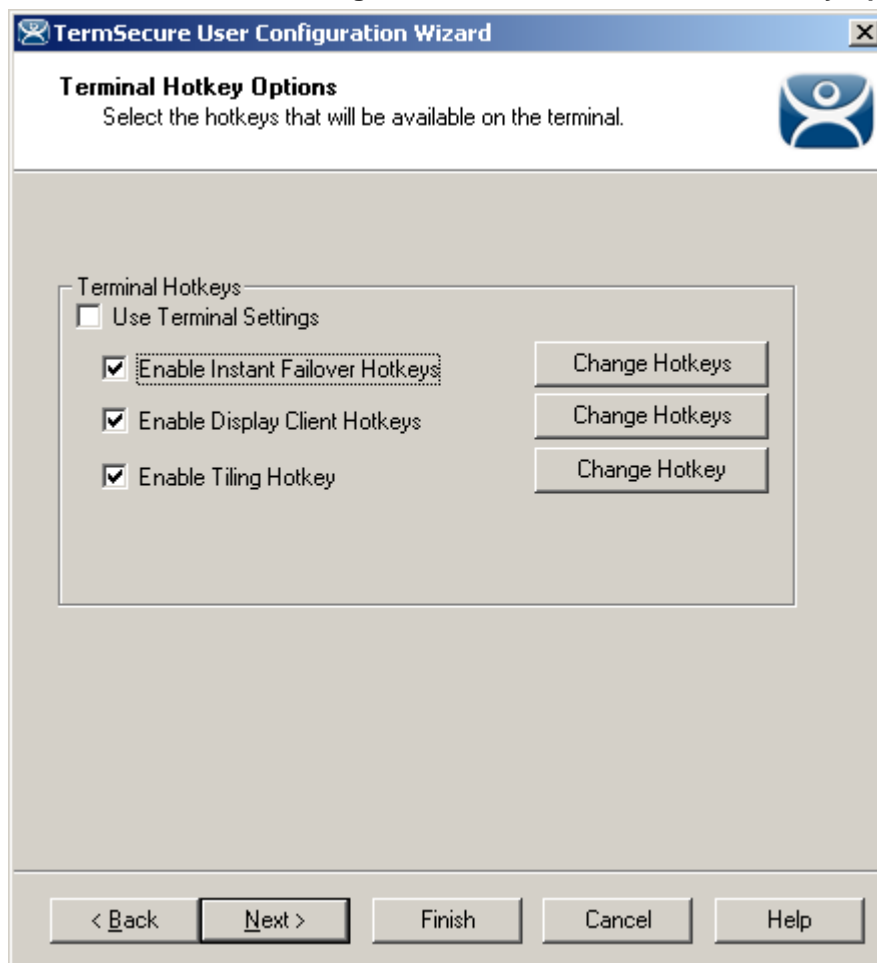 TermSecure User Configuration Wizard
Terminal Hotkey Options
Select the hotkeys that will be available on the terminal.
Terminal Hotkeys
Use Terminal Settings
Enable Instant Failover Hotkeys
Change Hotkeys
Enable Display Client Hotkeys
Change Hotkeys
Enable Tiling Hotkey
Change Hotkey
< Back
Next >
Finish
Cancel
Help